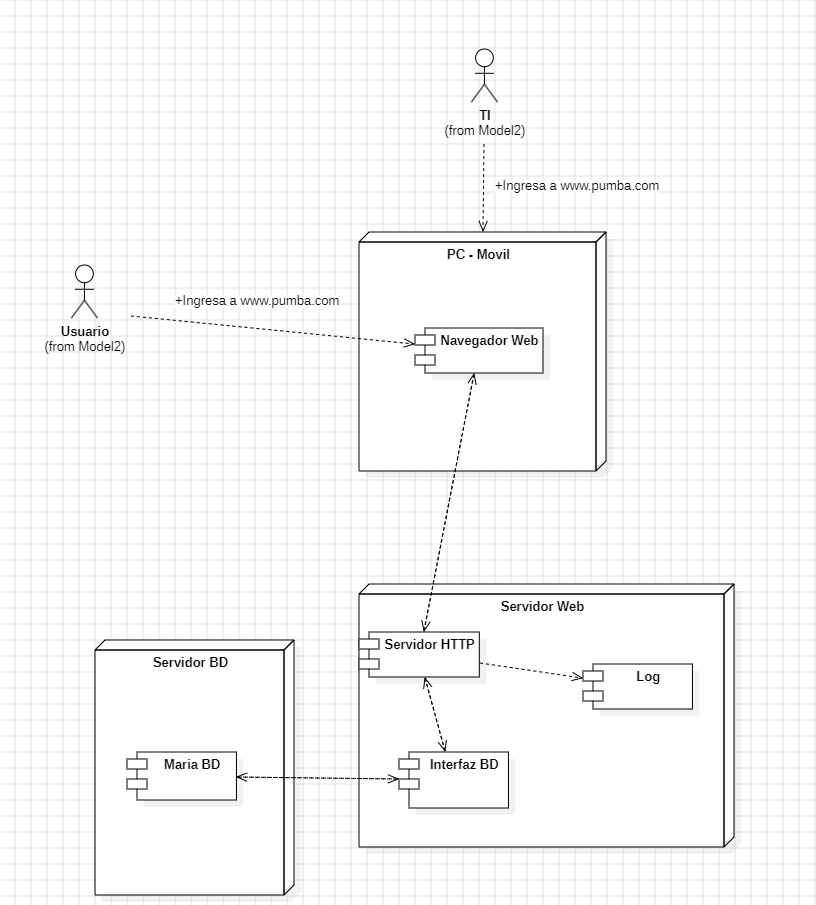 TI
(from Model2)
+Ingresa a www.pumba.com
PC - Movil
Usuario
(from Model2)
+Ingresa a www.pumba.com
Navegador Web
Servidor Web
Servidor HTTP
Log
Interfaz BD
Servidor BD
Maria BD